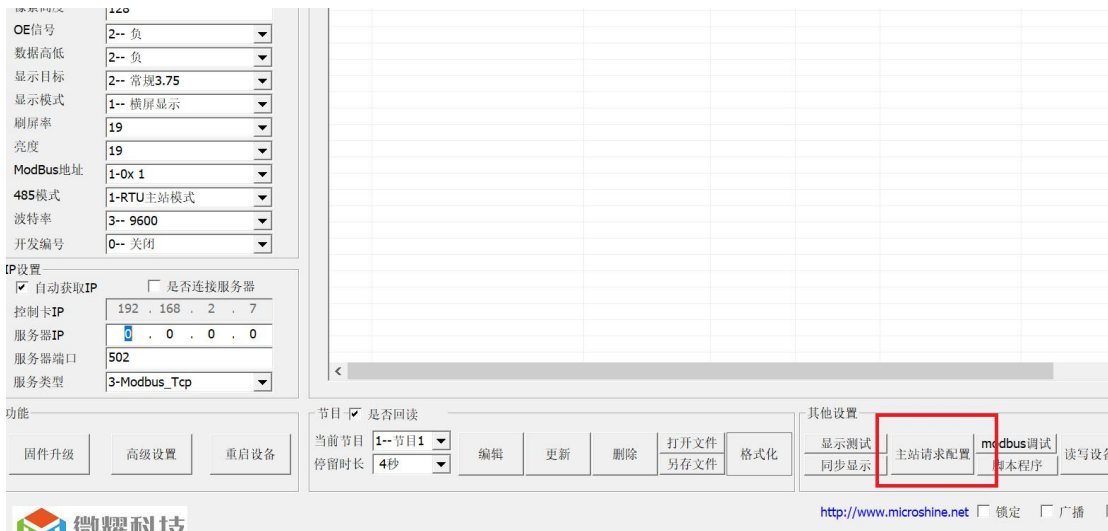 128
OE信号 2-- 负
数据高低 2-- 负
显示目标 2-- 常规3.75
显示模式 1-- 横屏显示
刷屏率 19
亮度 19
ModBus地址 1-0x 1
485模式 1-RTU主站模式
波特率 3-- 9600
开发编号 0-- 关闭
IP设置
自动获取IP 是否连接服务器
控制卡IP 192 . 168 . 2 . 7
服务器IP 0 . 0 . 0 . 0
服务器端口 502
服务类型 3-Modbus_Tcp
功能
固件升级 高级设置 重启设备
节目 是否回读
当前节目 1--节目1
停留时长 4秒
编辑 更新 删除
打开文件
另存文件
格式化
其他设置
显示测试
同步显示
主站请求配置
modbus调试
脚本程序
读写设备
http://www.microshine.net 锁定 广播
微耀科技